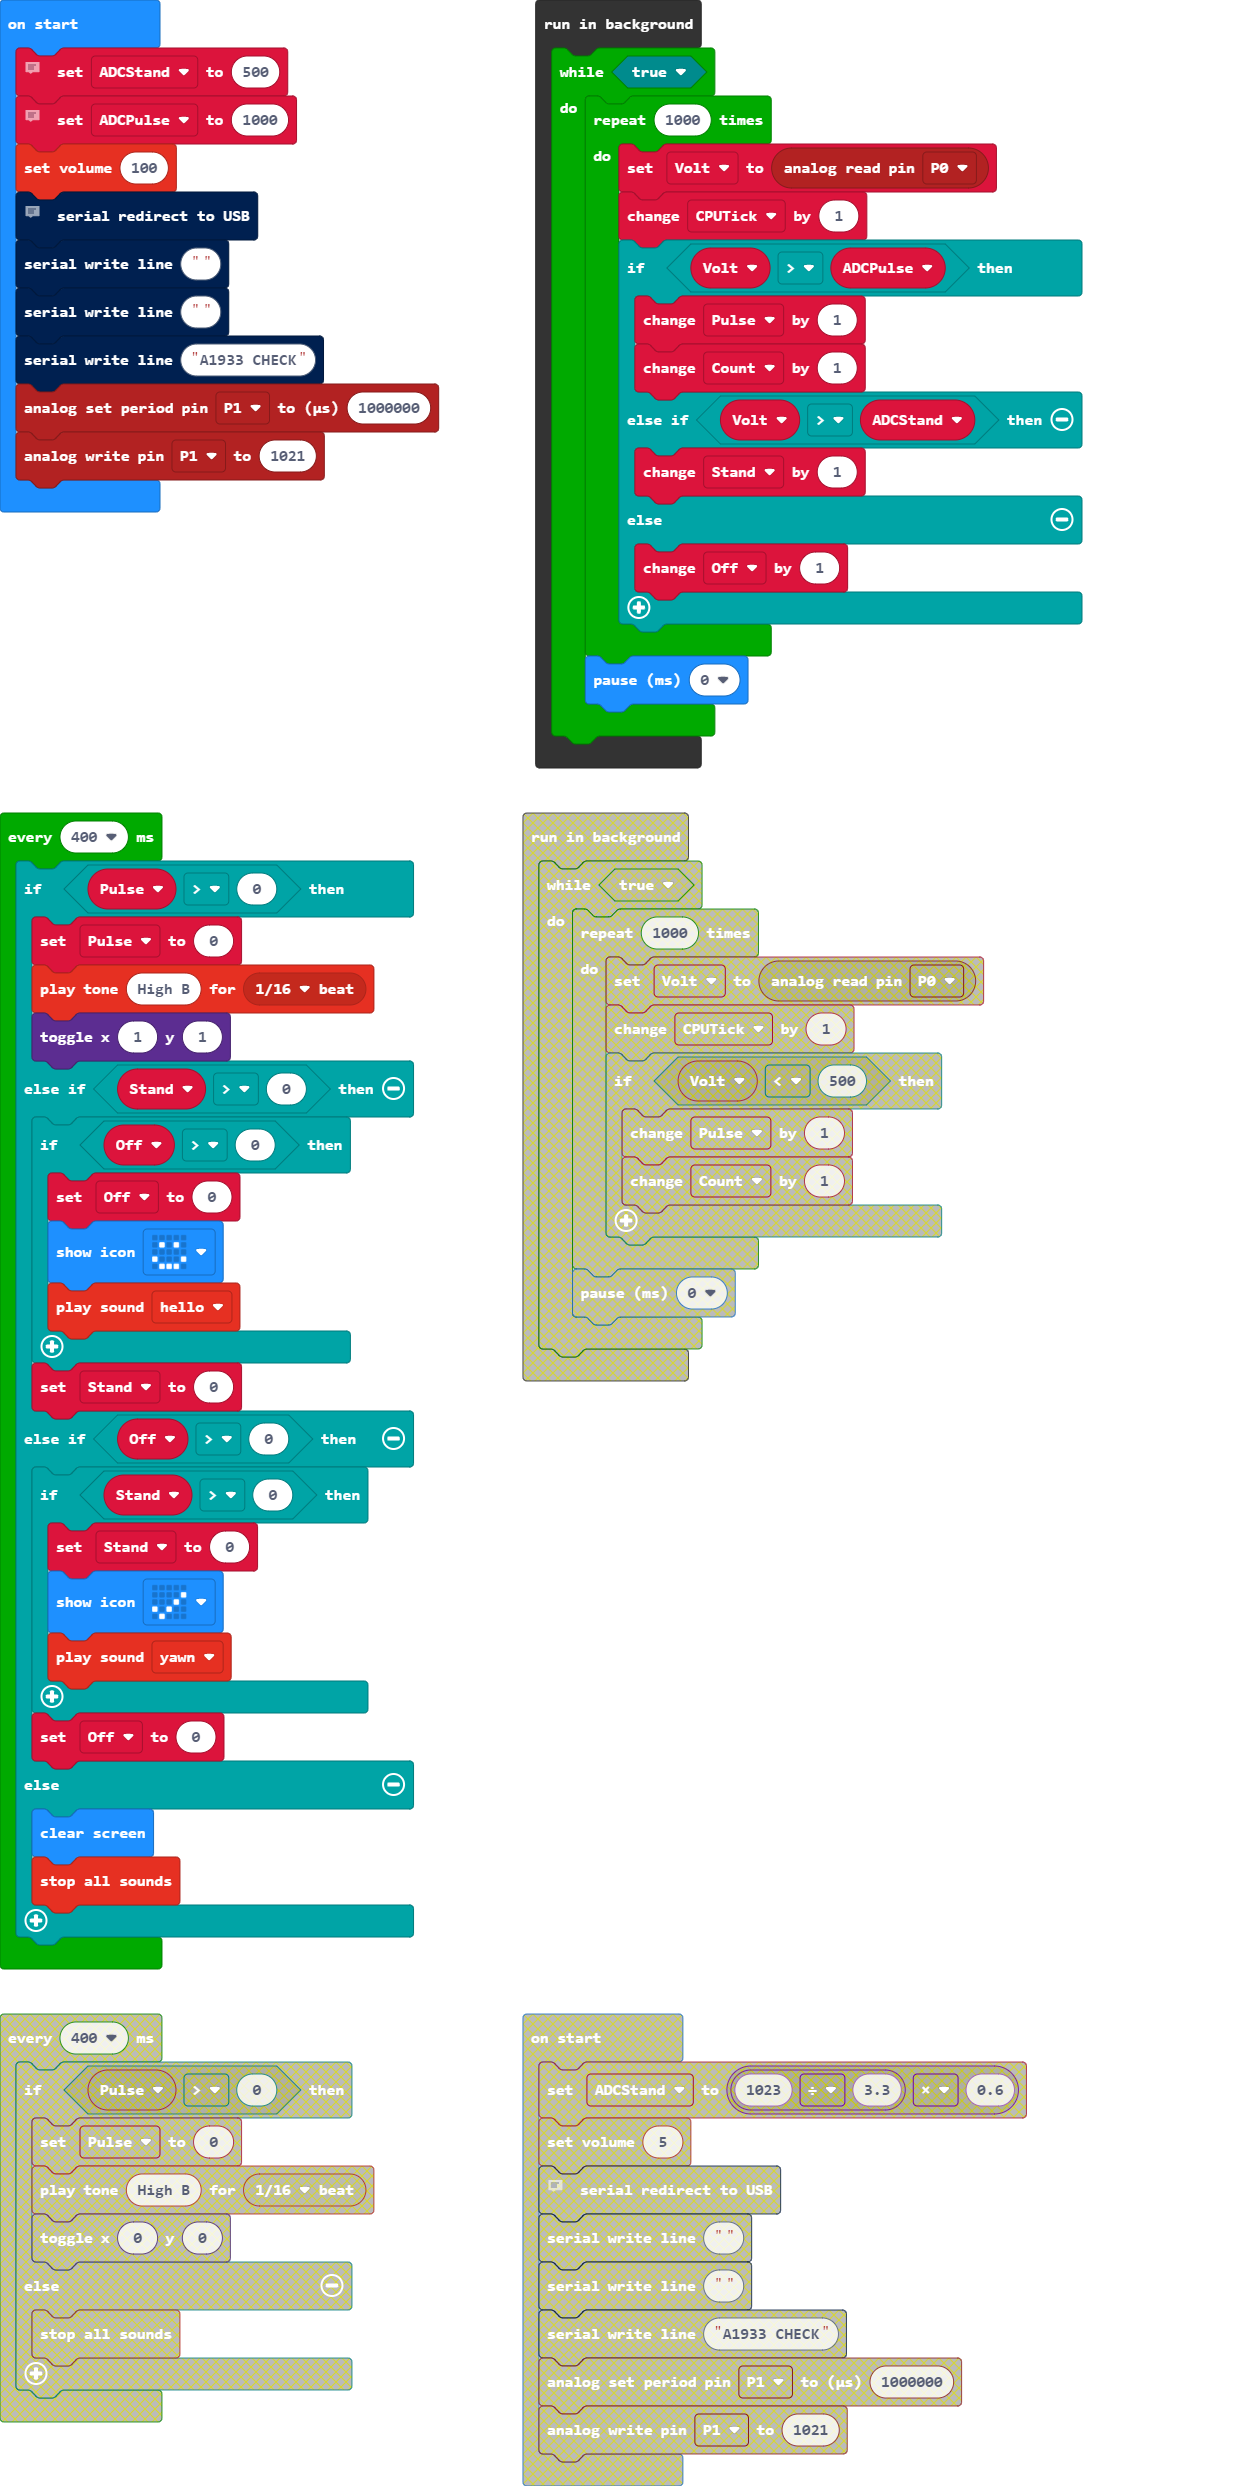 on start
set ADCStand to 500
set ADCPulse to 1000
set volume 100
serial redirect to USB
serial write line " "
serial write line " "
serial write line "A1933 CHECK"
analog set period pin P1 to (µs) 1000000
analog write pin P1 to 1021
run in background
while true
do
repeat 1000 times
do
set Volt to analog read pin P0
change CPUTick by 1
if Volt > ADCPulse then
change Pulse by 1
change Count by 1
else if Volt > ADCStand then
change Stand by 1
else
change Off by 1
pause (ms) 0
every 400 ms
if Pulse > 0 then
set Pulse to 0
play tone High B for 1/16 beat
toggle x 1 y 1
else if Stand > 0 then
if Off > 0 then
set Off to 0
show icon
play sound hello
set Stand to 0
else if Off > 0 then
if Stand > 0 then
set Stand to 0
show icon
play sound yawn
set Off to 0
else
clear screen
stop all sounds
run in background
while true
do
repeat 1000 times
do
set Volt to analog read pin P0
change CPUTick by 1
if Volt < 500 then
change Pulse by 1
change Count by 1
pause (ms) 0
every 400 ms
if Pulse > 0 then
set Pulse to 0
play tone High B for 1/16 beat
toggle x 0 y 0
else
stop all sounds
on start
set ADCStand to 1023 ÷ 3.3 × 0.6
set volume 5
serial redirect to USB
serial write line " "
serial write line " "
serial write line "A1933 CHECK"
analog set period pin P1 to (µs) 1000000
analog write pin P1 to 1021